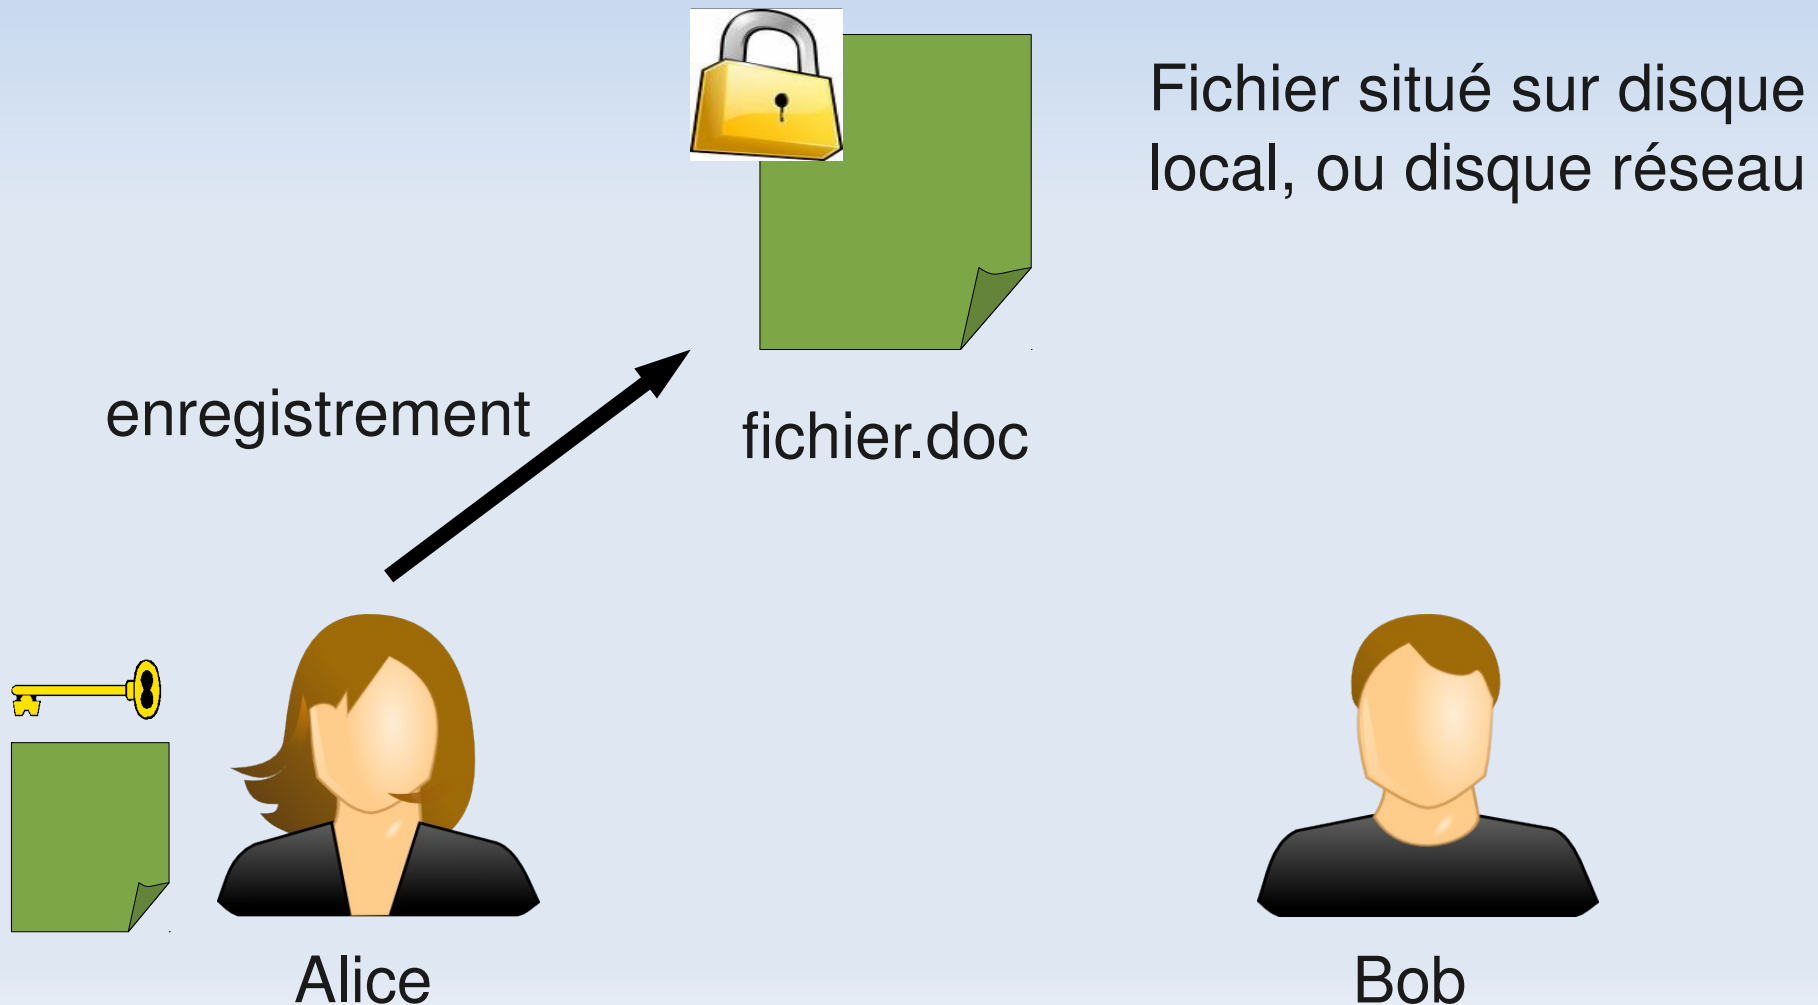 Fichier situé sur disque
local, ou disque réseau
enregistrement
fichier.doc
Alice
Bob